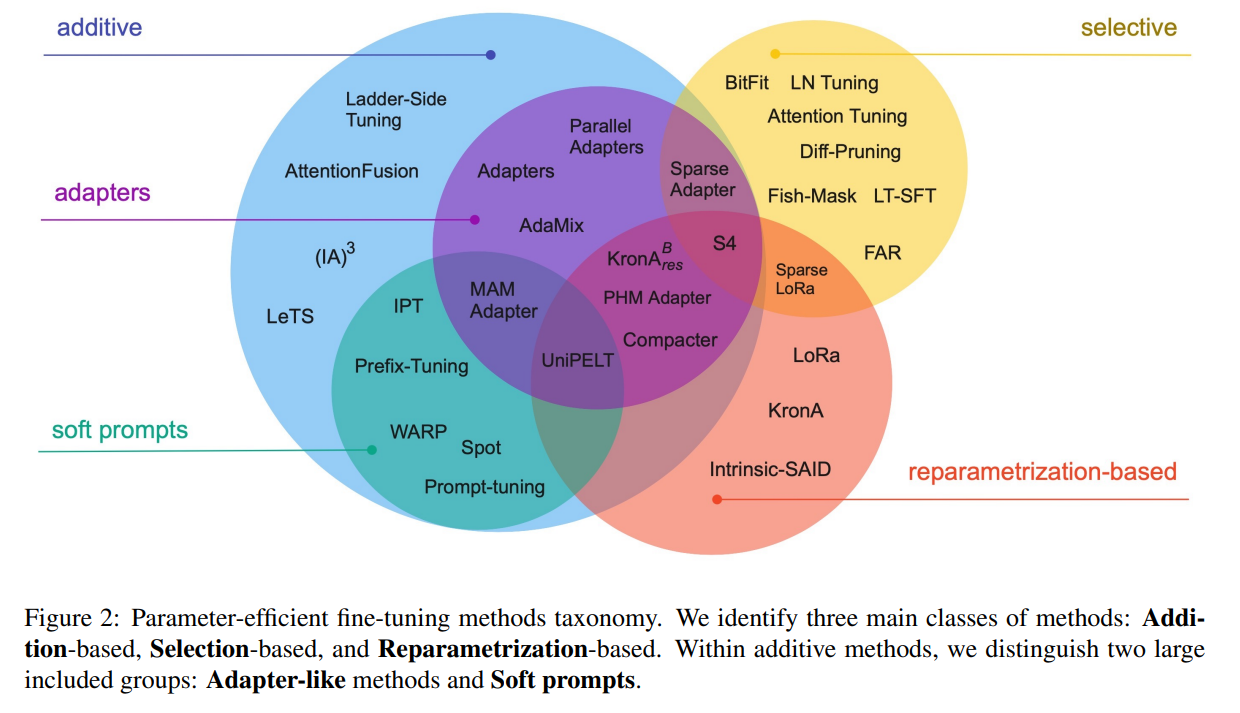 additive
selective
BitFit LN Tuning
Ladder-Side
Tuning
Attention Tuning
Parallel
Adapters
Diff-Pruning
AttentionFusion
Adapters
Sparse
Adapter
adapters
Fish-Mask LT-SFT
AdaMix
(IA)³
KronA^B_res
S4
FAR
Sparse
LoRa
MAM
Adapter
IPT
PHM Adapter
LeTS
Compacter
LoRa
Prefix-Tuning
UniPELT
KronA
soft prompts
WARP
Spot
Intrinsic-SAID
reparametrization-based
Prompt-tuning
Figure 2: Parameter-efficient fine-tuning methods taxonomy. We identify three main classes of methods: Addi-
tion-based, Selection-based, and Reparametrization-based. Within additive methods, we distinguish two large
included groups: Adapter-like methods and Soft prompts.